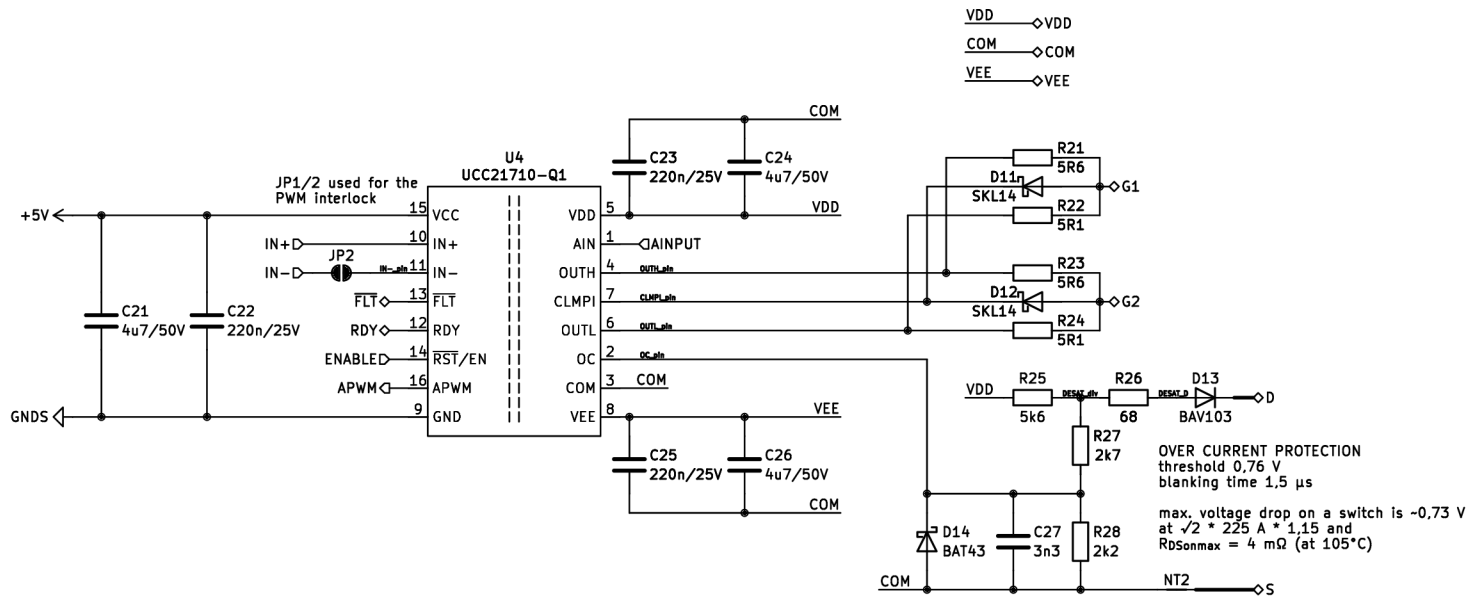 VDD VDD
COM COM
VEE VEE
COM
C23
220n/25V
C24
4u7/50V
U4
UCC21710-Q1
JP1/2 used for the
PWM interlock
R21
5R6
D11
SKL14
G1
R22
5R1
+5V
15 VCC
VDD 5
VDD
IN+
10 IN+
AIN 1
AINPUT
JP2
IN-
IN-_pin 11 IN-
OUTH 4
OUTH_pin
R23
5R6
FLT
13 FLT
CLMPI 7
CLMPI_pin
D12
SKL14
G2
C21
4u7/50V
C22
220n/25V
RDY
12 RDY
OUTL 6
OUTL_pin
R24
5R1
ENABLE
14 RST/EN
OC 2
OC_pin
APWM
16 APWM
COM 3
COM
GNDS
9 GND
VEE 8
VEE
VDD
R25
5k6
DESAT_div
R26
68
DESAT_D
D13
BAV103
D
C25
220n/25V
C26
4u7/50V
COM
R27
2k7
OVER CURRENT PROTECTION
threshold 0,76 V
blanking time 1,5 µs
max. voltage drop on a switch is ~0,73 V
at √2 * 225 A * 1,15 and
RDSonmax = 4 mΩ (at 105°C)
D14
BAT43
C27
3n3
R28
2k2
COM
NT2
S